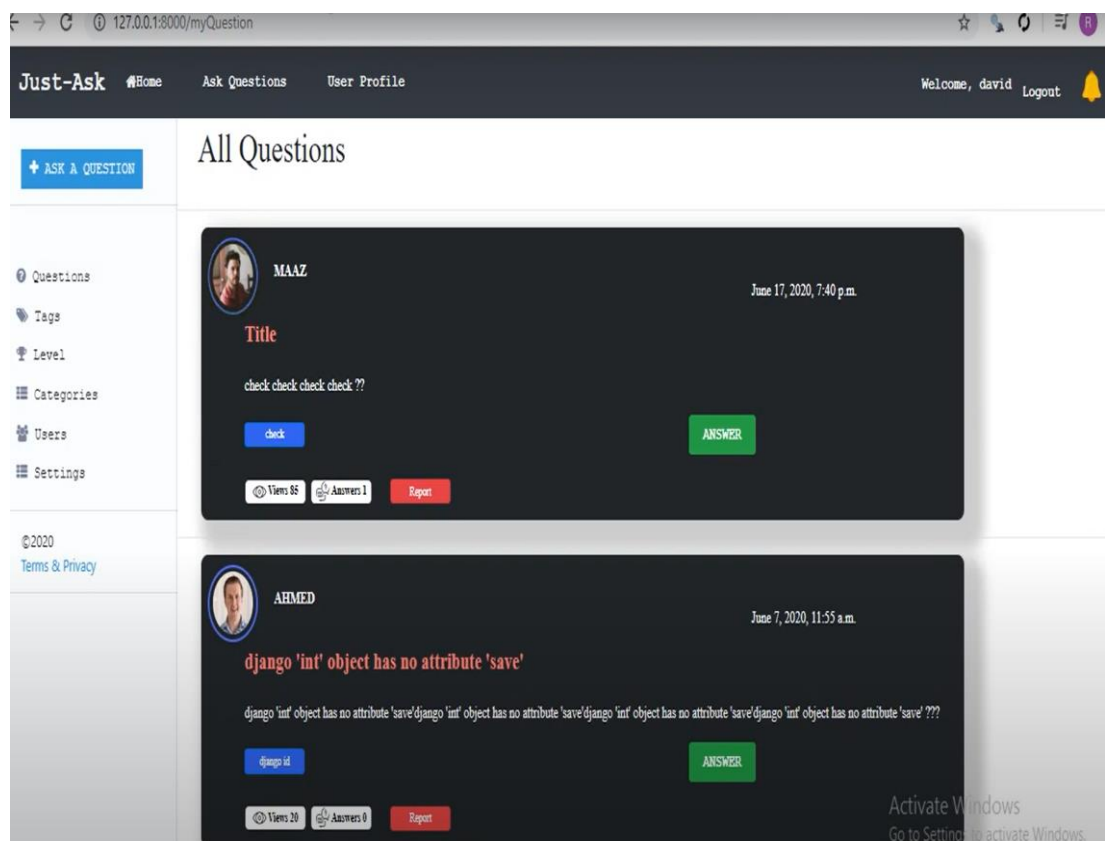 127.0.0.1:8000/myQuestion
R
Just-Ask Home Ask Questions User Profile Welcome, david Logout
+ ASK A QUESTION
All Questions
Questions
Tags
Level
Categories
Users
Settings
©2020
Terms & Privacy
MAAZ
June 17, 2020, 7:40 p.m.
Title
check check check check ??
check ANSWER
Views 85 Answers 1 Report
AHMED
June 7, 2020, 11:55 a.m.
django 'int' object has no attribute 'save'
django 'int' object has no attribute 'save'django 'int' object has no attribute 'save'django 'int' object has no attribute 'save'django 'int' object has no attribute 'save' ???
django id ANSWER
Views 20 Answers 0 Report
Activate Windows
Go to Settings to activate Windows.